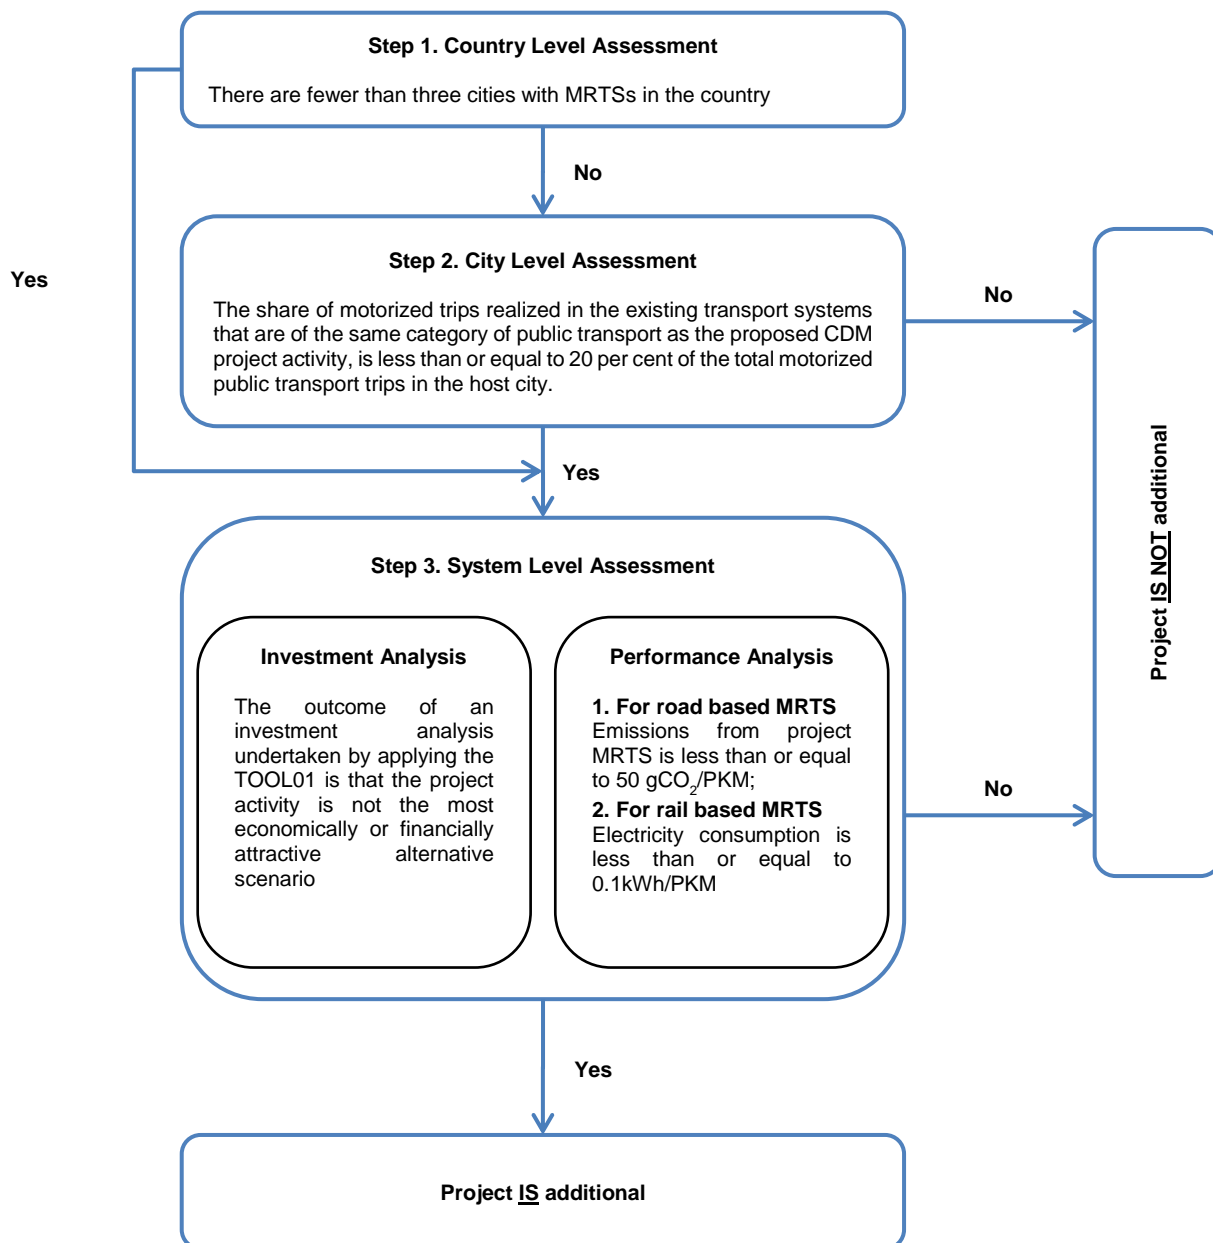 Step 1. Country Level Assessment
There are fewer than three cities with MRTSs in the country
No
Yes
Step 2. City Level Assessment
The share of motorized trips realized in the existing transport systems
that are of the same category of public transport as the proposed CDM
project activity, is less than or equal to 20 per cent of the total motorized
public transport trips in the host city.
No
Yes
Step 3. System Level Assessment
Investment Analysis
The outcome of an
investment analysis
undertaken by applying the
TOOL01 is that the project
activity is not the most
economically or financially
attractive alternative
scenario
Performance Analysis
1. For road based MRTS
Emissions from project
MRTS is less than or equal
to 50 gCO2/PKM;
2. For rail based MRTS
Electricity consumption is
less than or equal to
0.1kWh/PKM
No
Project IS NOT additional
Yes
Project IS additional